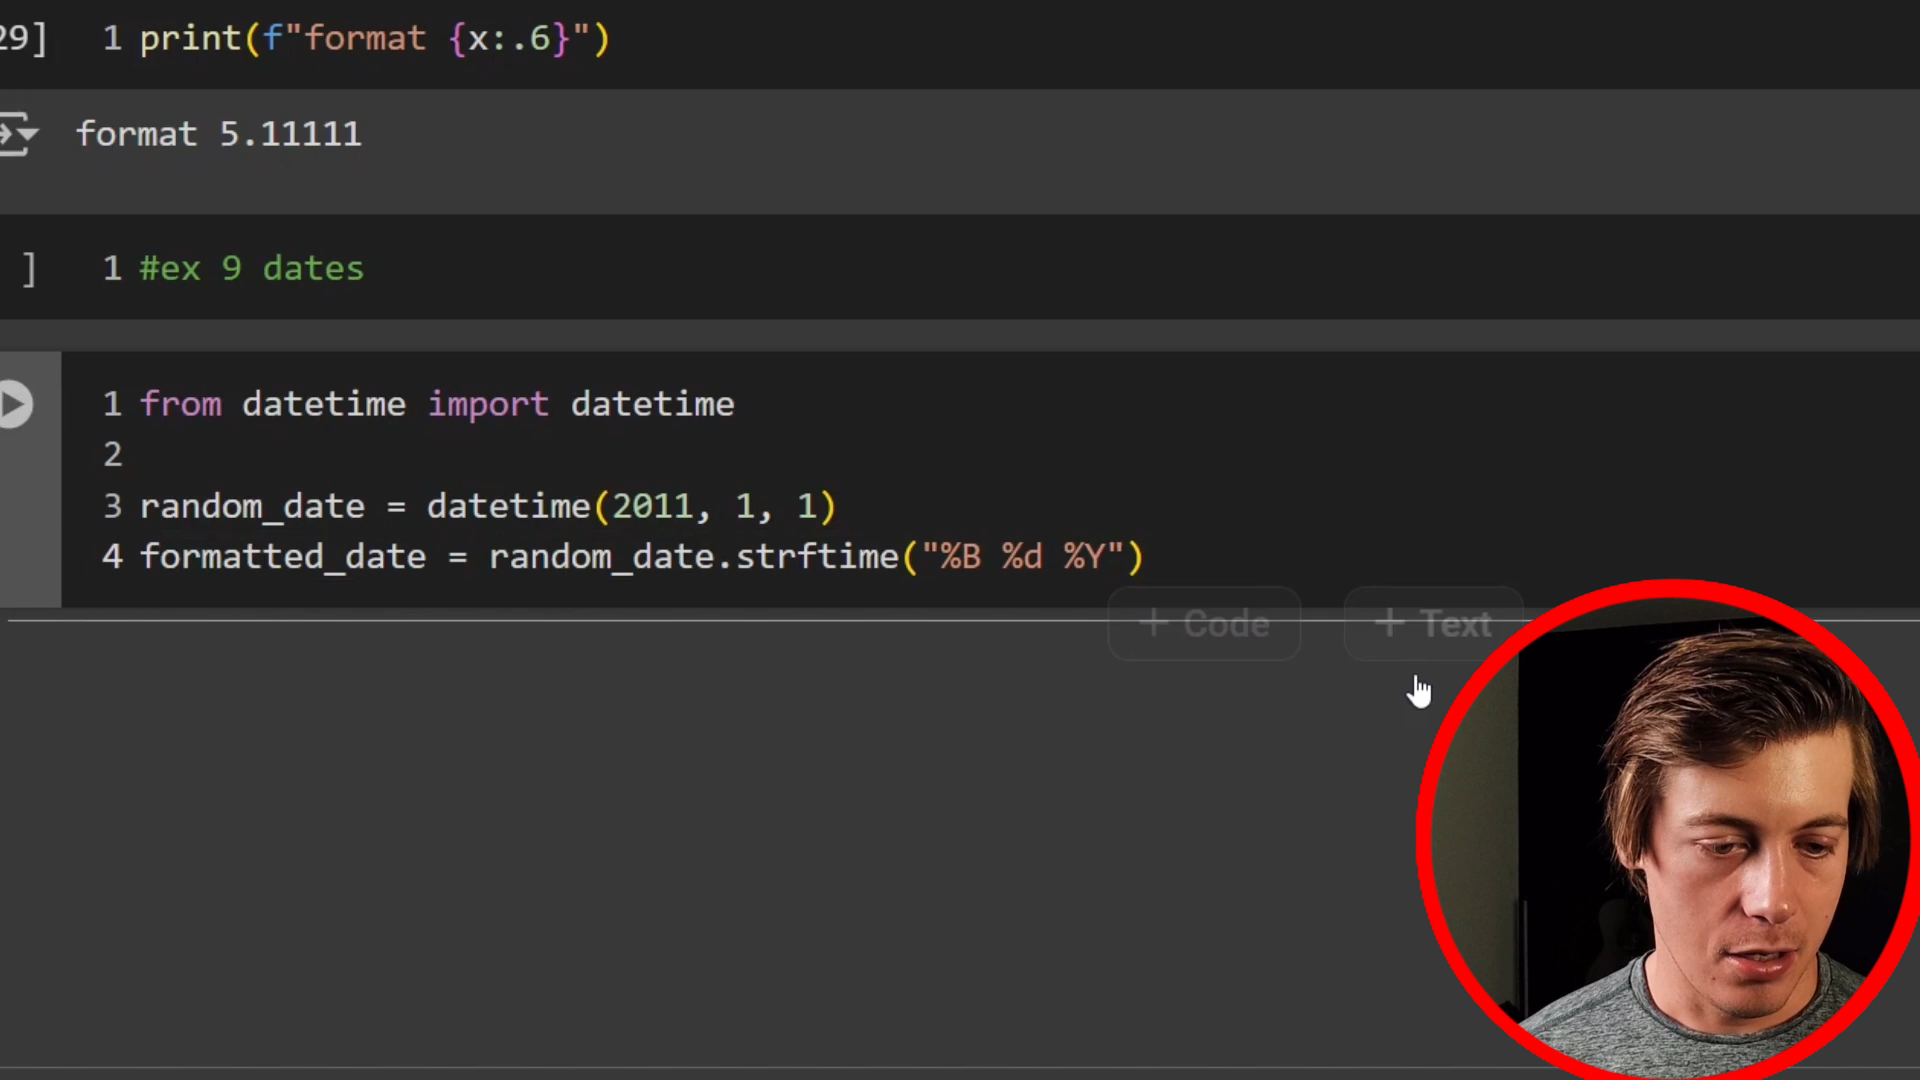 29] 1 print(f"format {x:.6}")
format 5.11111
] 1 #ex 9 dates
1 from datetime import datetime
2
3 random_date = datetime(2011, 1, 1)
4 formatted_date = random_date.strftime("%B %d %Y")
+ Code + Text